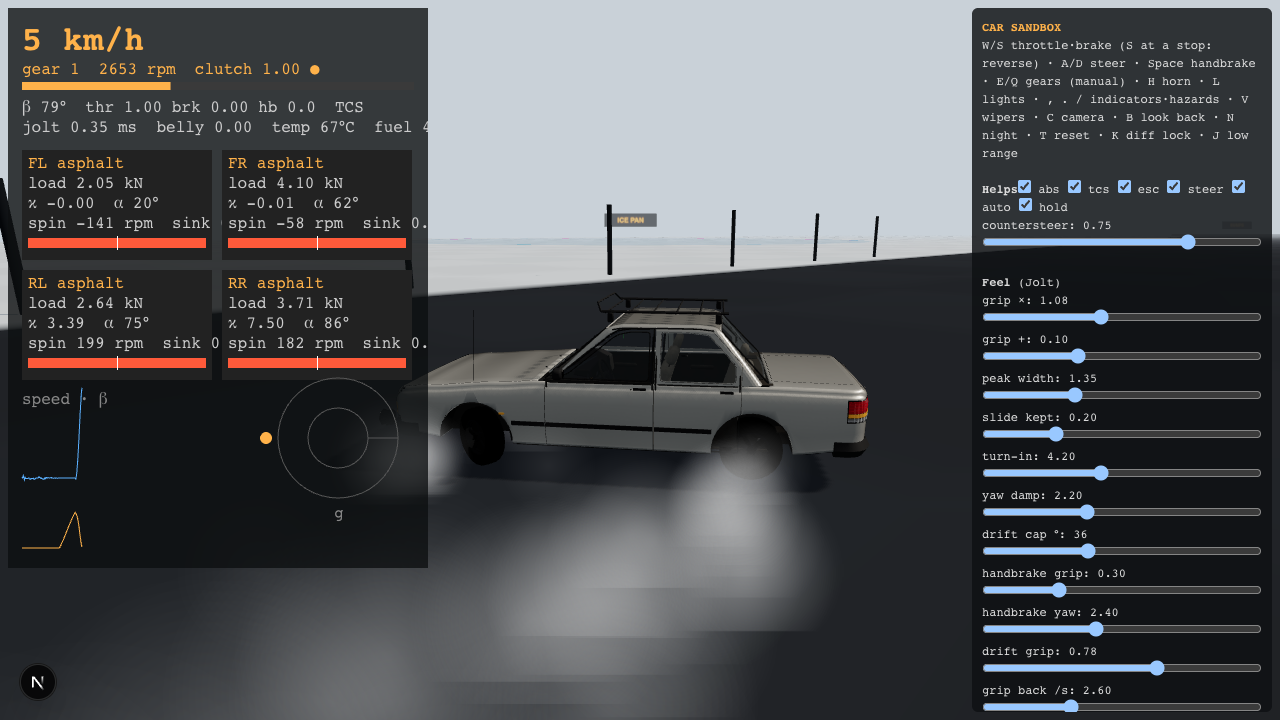 5 km/h
gear 1 2653 rpm clutch 1.00
β 79° thr 1.00 brk 0.00 hb 0.0 TCS
jolt 0.35 ms belly 0.00 temp 67°C fuel 4
FL asphalt
load 2.05 kN
ϰ -0.00 α 20°
spin -141 rpm sink
FR asphalt
load 4.10 kN
ϰ -0.01 α 62°
spin -58 rpm sink 0.
RL asphalt
load 2.64 kN
ϰ 3.39 α 75°
spin 199 rpm sink 0
RR asphalt
load 3.71 kN
ϰ 7.50 α 86°
spin 182 rpm sink 0.
speed · β
g
N
ICE PAN
CAR SANDBOX
W/S throttle·brake (S at a stop:
reverse) · A/D steer · Space handbrake
· E/Q gears (manual) · H horn · L
lights · , . / indicators·hazards · V
wipers · C camera · B look back · N
night · T reset · K diff lock · J low
range
Helps abs tcs esc steer
auto hold
countersteer: 0.75
Feel (Jolt)
grip ×: 1.08
grip +: 0.10
peak width: 1.35
slide kept: 0.20
turn-in: 4.20
yaw damp: 2.20
drift cap °: 36
handbrake grip: 0.30
handbrake yaw: 2.40
drift grip: 0.78
grip back /s: 2.60